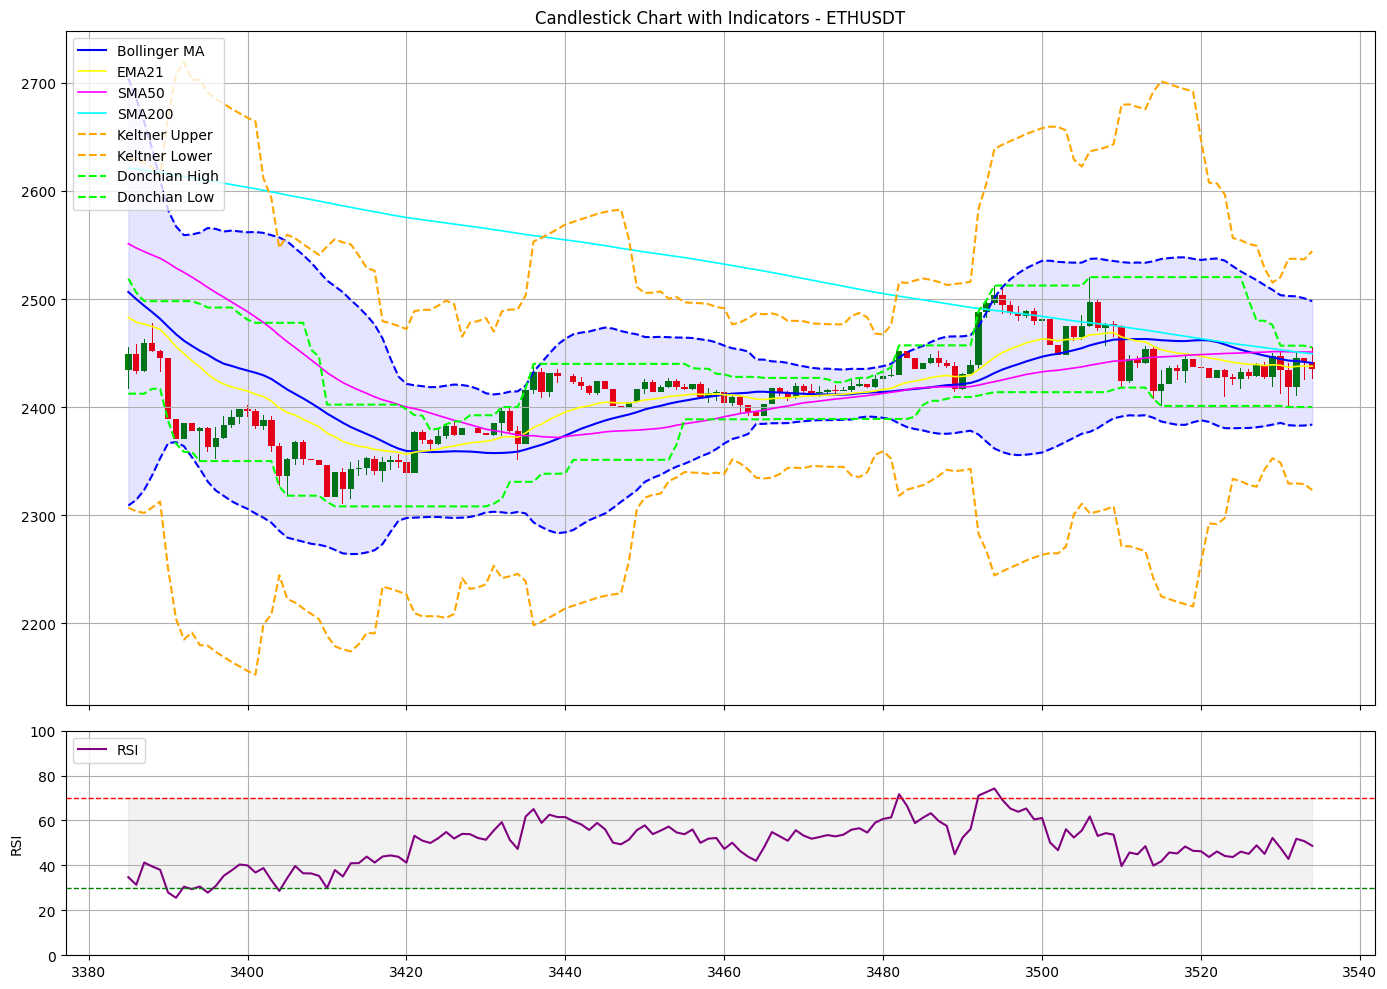 Candlestick Chart with Indicators - ETHUSDT
Bollinger MA
EMA21
SMA50
SMA200
Keltner Upper
Keltner Lower
Donchian High
Donchian Low
2700
2600
2500
2400
2300
2200
RSI
100
80
60
40
20
0
RSI
3380 3400 3420 3440 3460 3480 3500 3520 3540